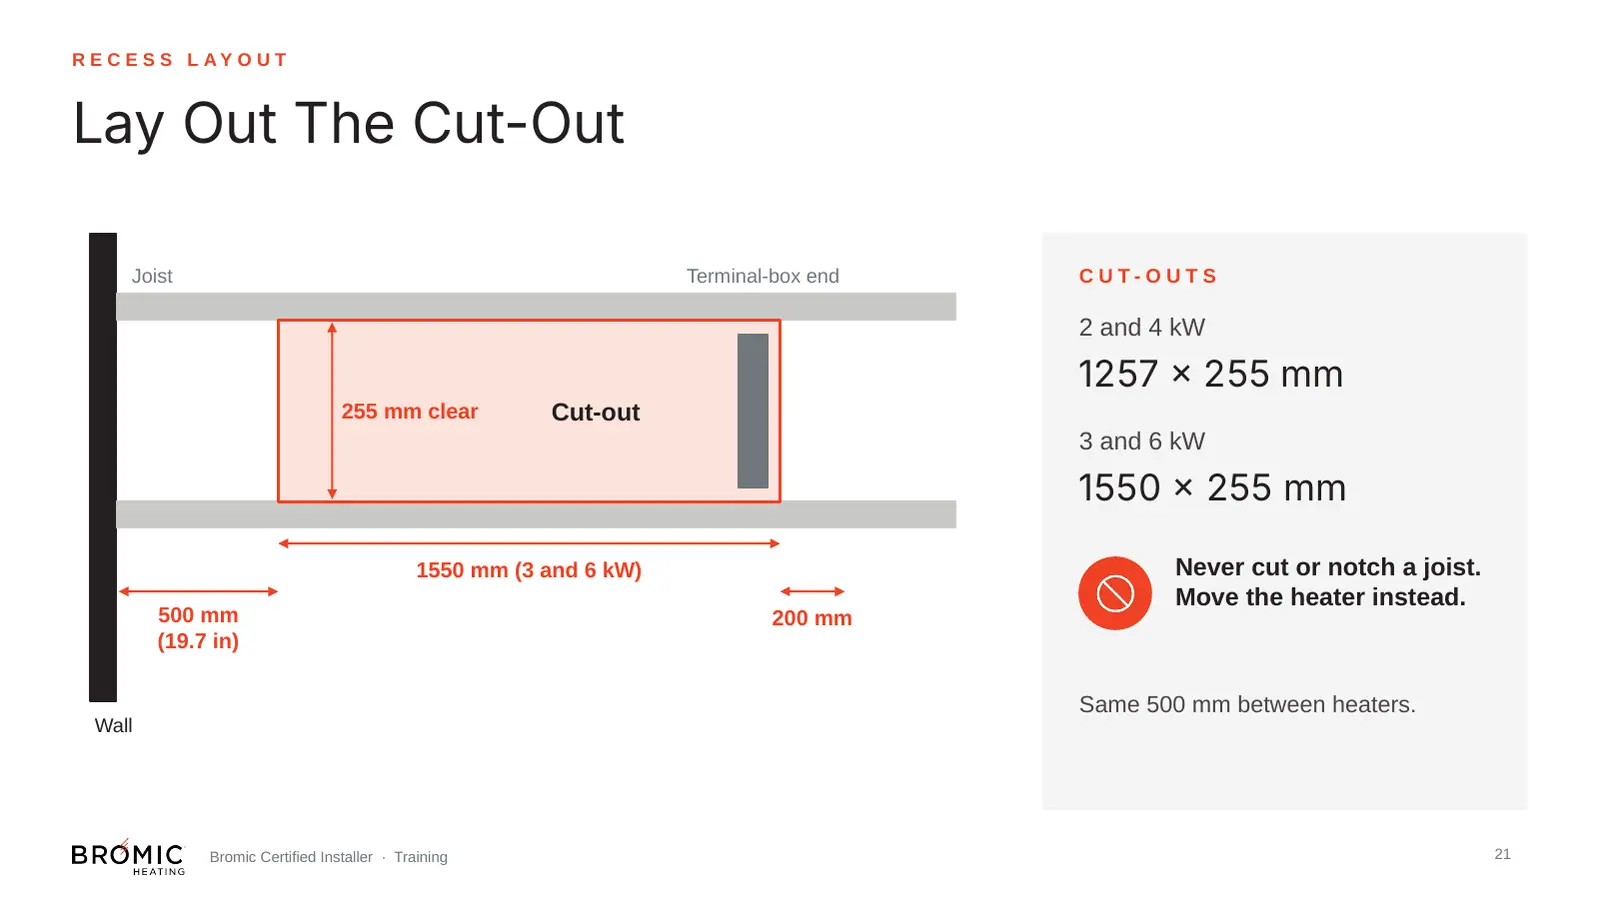 RECESS LAYOUT
Lay Out The Cut-Out
Joist
Terminal-box end
255 mm clear
Cut-out
1550 mm (3 and 6 kW)
500 mm
(19.7 in)
200 mm
Wall
CUT-OUTS
2 and 4 kW
1257 × 255 mm
3 and 6 kW
1550 × 255 mm
Never cut or notch a joist.
Move the heater instead.
Same 500 mm between heaters.
BROMIC
HEATING
Bromic Certified Installer · Training
21